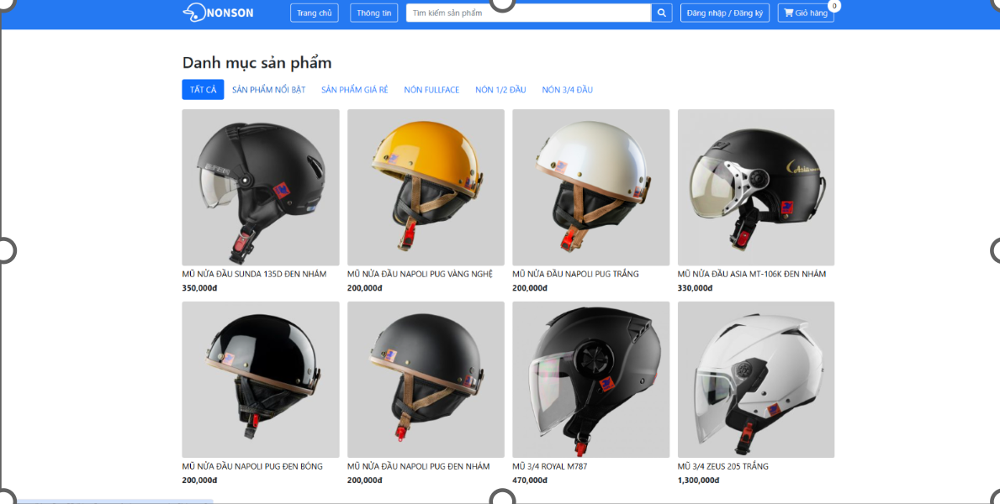 NONSON
Trang chủ
Thông tin
Tìm kiếm sản phẩm
Đăng nhập / Đăng ký
Giỏ hàng
0
Danh mục sản phẩm
TẤT CẢ
SẢN PHẨM NỔI BẬT
SẢN PHẨM GIÁ RẺ
NÓN FULLFACE
NÓN 1/2 ĐẦU
NÓN 3/4 ĐẦU
Asia
MŨ NỬA ĐẦU SUNDA 135D ĐEN NHÁM
350,000đ
MŨ NỬA ĐẦU NAPOLI PUG VÀNG NGHỆ
200,000đ
MŨ NỬA ĐẦU NAPOLI PUG TRẮNG
200,000đ
MŨ NỬA ĐẦU ASIA MT-106K ĐEN NHÁM
330,000đ
MŨ NỬA ĐẦU NAPOLI PUG ĐEN BÓNG
200,000đ
MŨ NỬA ĐẦU NAPOLI PUG ĐEN NHÁM
200,000đ
MŨ 3/4 ROYAL M787
470,000đ
MŨ 3/4 ZEUS 205 TRẮNG
1,300,000đ